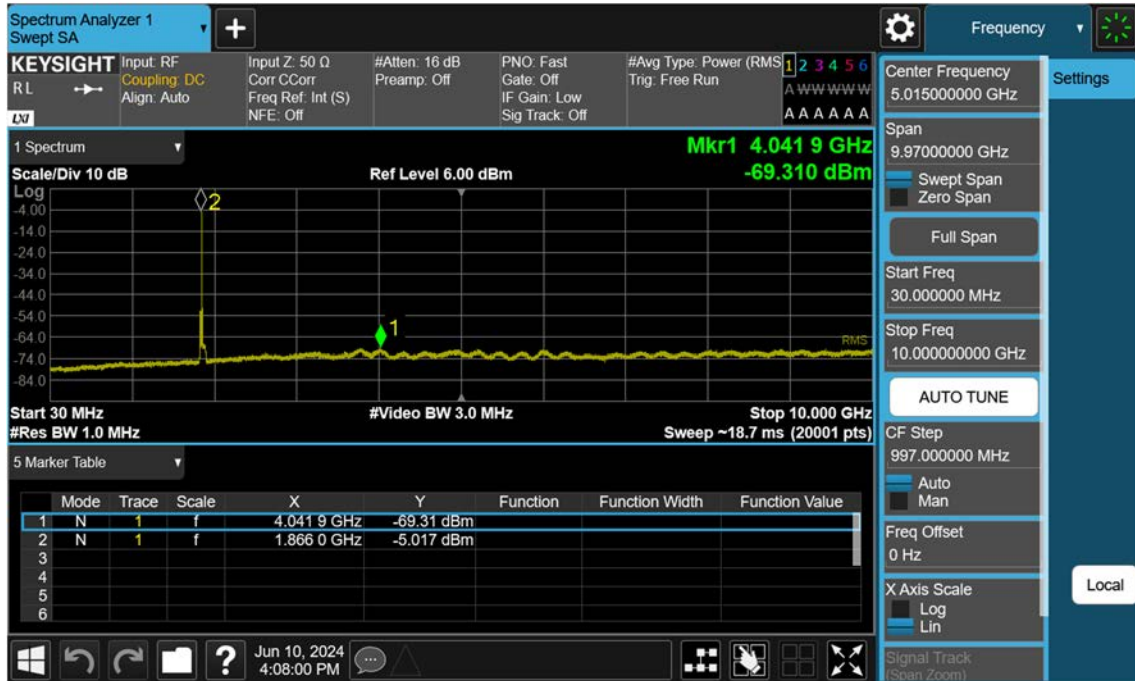 Spectrum Analyzer 1
Swept SA
+
Frequency
KEYSIGHT
RL
LXI
Input: RF
Coupling: DC
Align: Auto
Input Z: 50 Ω
Corr CCorr
Freq Ref: Int (S)
NFE: Off
#Atten: 16 dB
Preamp: Off
PNO: Fast
Gate: Off
IF Gain: Low
Sig Track: Off
#Avg Type: Power (RMS
Trig: Free Run
1 2 3 4 5 6
A W W W W W
A A A A A A
1 Spectrum
Mkr1 4.041 9 GHz
-69.310 dBm
Scale/Div 10 dB
Ref Level 6.00 dBm
Log
-4.00
-14.0
-24.0
-34.0
-44.0
-54.0
-64.0
-74.0
-84.0
2
1
RMS
Start 30 MHz
#Video BW 3.0 MHz
Stop 10.000 GHz
#Res BW 1.0 MHz
Sweep ~18.7 ms (20001 pts)
5 Marker Table
Mode Trace Scale X Y Function Function Width Function Value
1 N 1 f 4.041 9 GHz -69.31 dBm
2 N 1 f 1.866 0 GHz -5.017 dBm
3
4
5
6
Jun 10, 2024
4:08:00 PM
?
Center Frequency
5.015000000 GHz
Span
9.97000000 GHz
Swept Span
Zero Span
Full Span
Start Freq
30.000000 MHz
Stop Freq
10.000000000 GHz
AUTO TUNE
CF Step
997.000000 MHz
Auto
Man
Freq Offset
0 Hz
X Axis Scale
Log
Lin
Signal Track
(Span Zoom)
Settings
Local